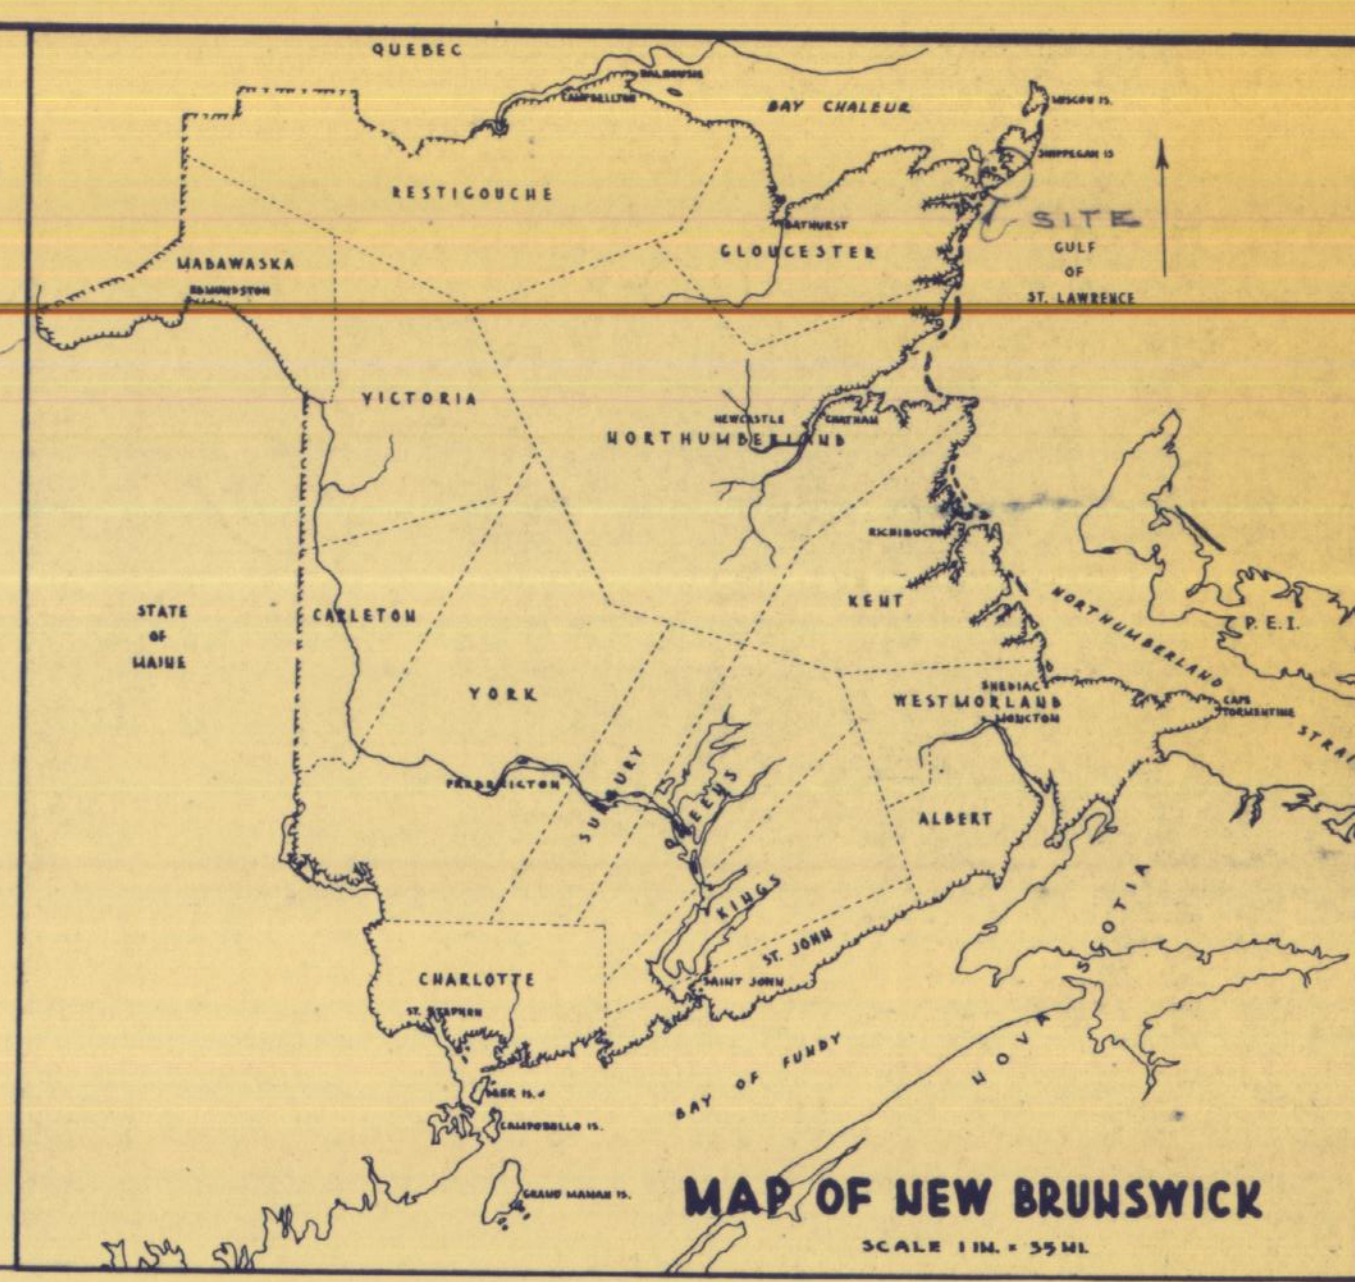 QUEBEC
DALHOUSIE
CAMPBELLTON
BAY CHALEUR
MISCOU IS.
SHIPPEGAN IS
RESTIGOUCHE
BATHURST
SITE
GLOUCESTER
GULF
OF
ST. LAWRENCE
MADAWASKA
EDMUNDSTON
VICTORIA
NEWCASTLE
CHATHAM
NORTHUMBERLAND
RICHIBUCTO
KENT
STATE
OF
MAINE
CARLETON
NORTHUMBERLAND
STRAI
P.E.I.
YORK
SHEDIAC
WESTMORLAND
MONCTON
CAPE
TORMENTINE
FREDERICTON
SUNBURY
QUEENS
ALBERT
KINGS
ST. JOHN
SAINT JOHN
CHARLOTTE
ST. STEPHEN
NOVA SCOTIA
BAY OF FUNDY
DEER IS.
CAMPOBELLO IS.
GRAND MANAN IS.
MAP OF NEW BRUNSWICK
SCALE 1 IN. = 35 MI.